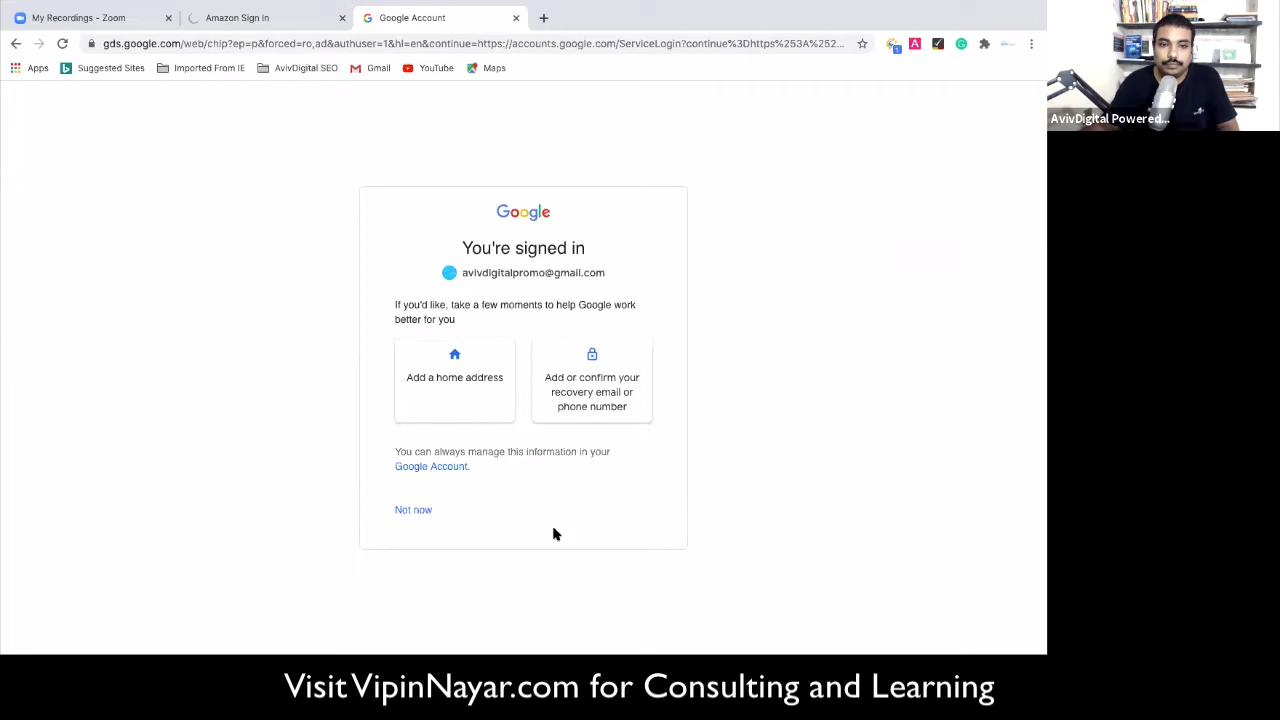 My Recordings - Zoom
Amazon Sign In
Google Account
gds.google.com/web/chip?ep=p&forced=ro,ad&authuser=1&hl=en&continue=https://accounts.google.com/ServiceLogin?continue%3Dhttps%253A%252...
Apps
Suggested Sites
Imported From IE
AvivDigital SEO
Gmail
YouTube
Maps
AvivDigital Powered...
Google
You're signed in
avivdigitalpromo@gmail.com
If you'd like, take a few moments to help Google work
better for you
Add a home address
Add or confirm your
recovery email or
phone number
You can always manage this information in your
Google Account.
Not now
Visit VipinNayar.com for Consulting and Learning